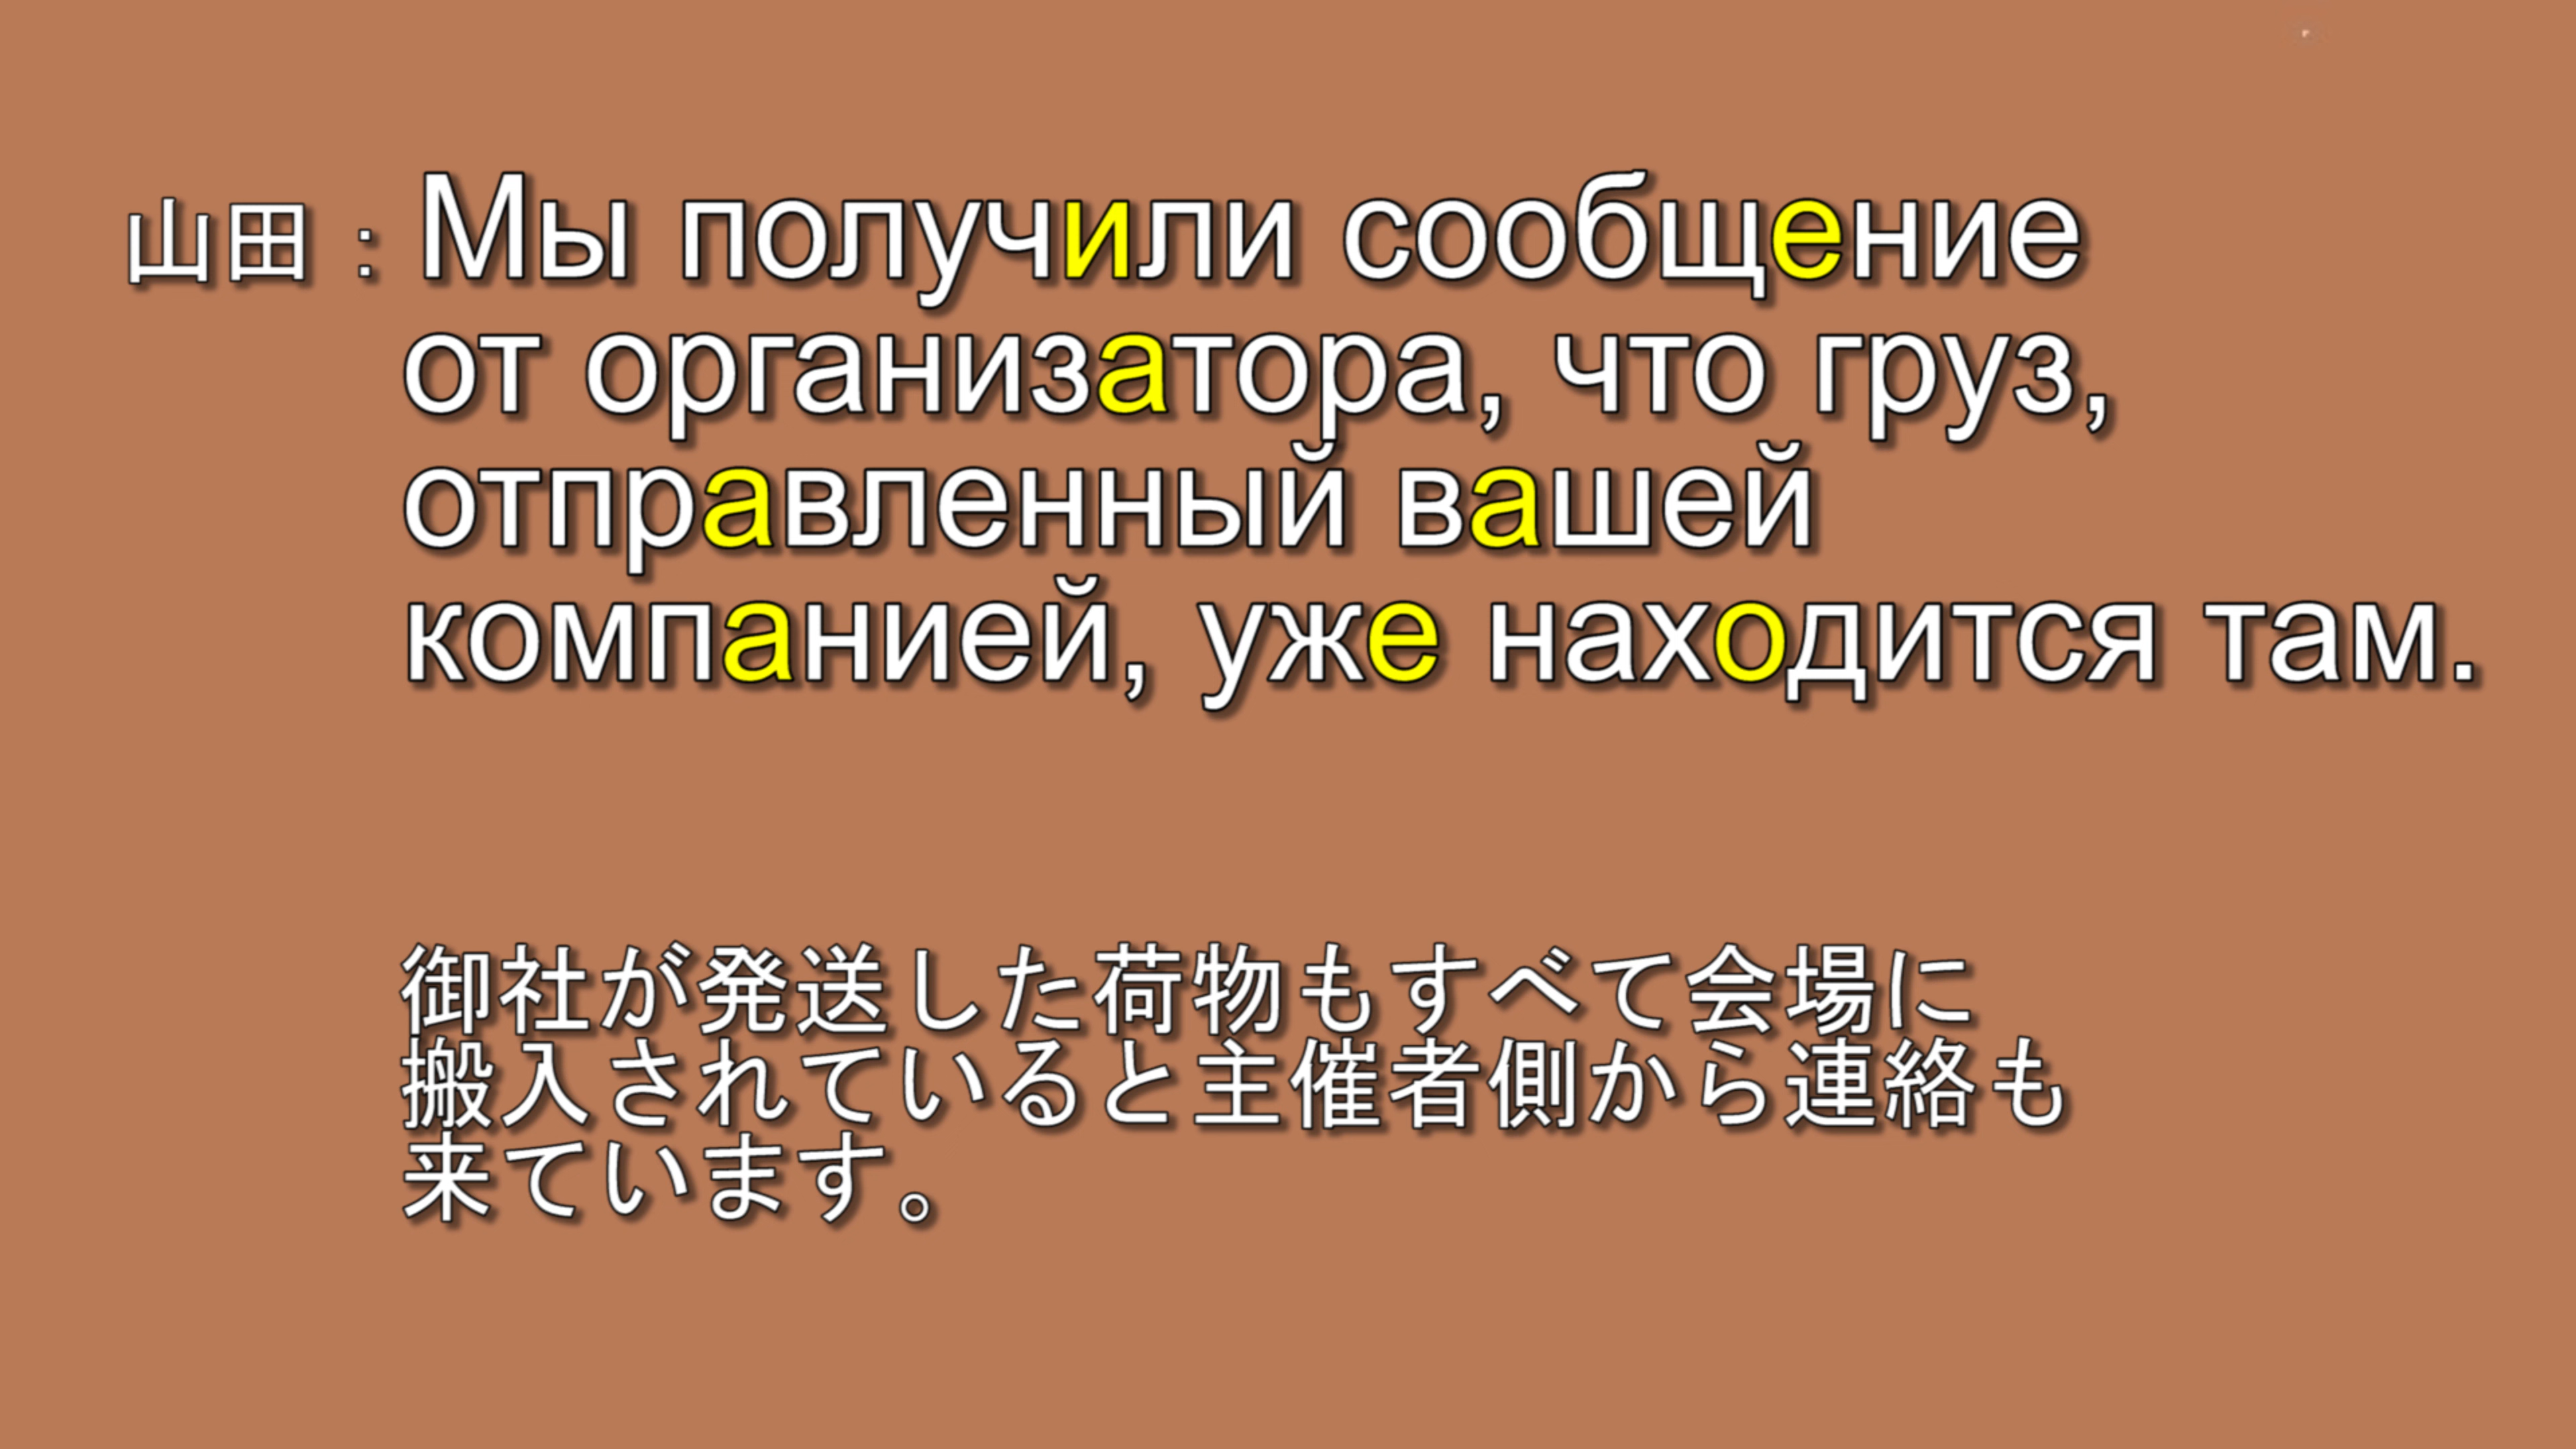 山田：Мы получили сообщение
от организатора, что груз,
отправленный вашей
компанией, уже находится там.
御社が発送した荷物もすべて会場に
搬入されていると主催者側から連絡も
来ています。